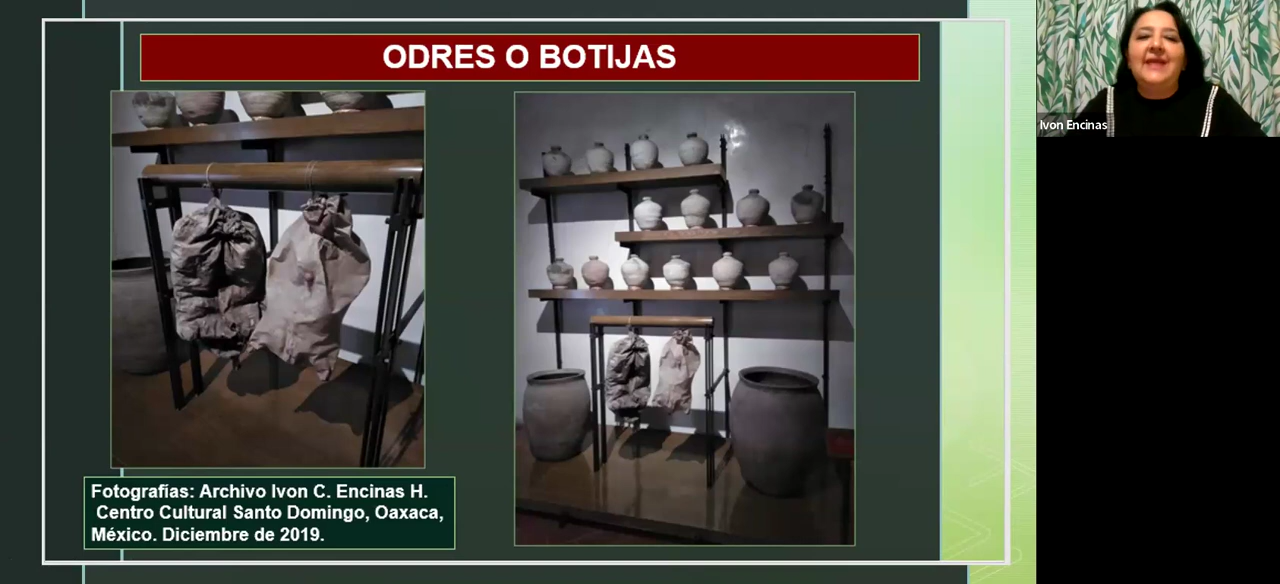 ODRES O BOTIJAS
Ivon Encinas
Fotografías: Archivo Ivon C. Encinas H.
Centro Cultural Santo Domingo, Oaxaca,
México. Diciembre de 2019.